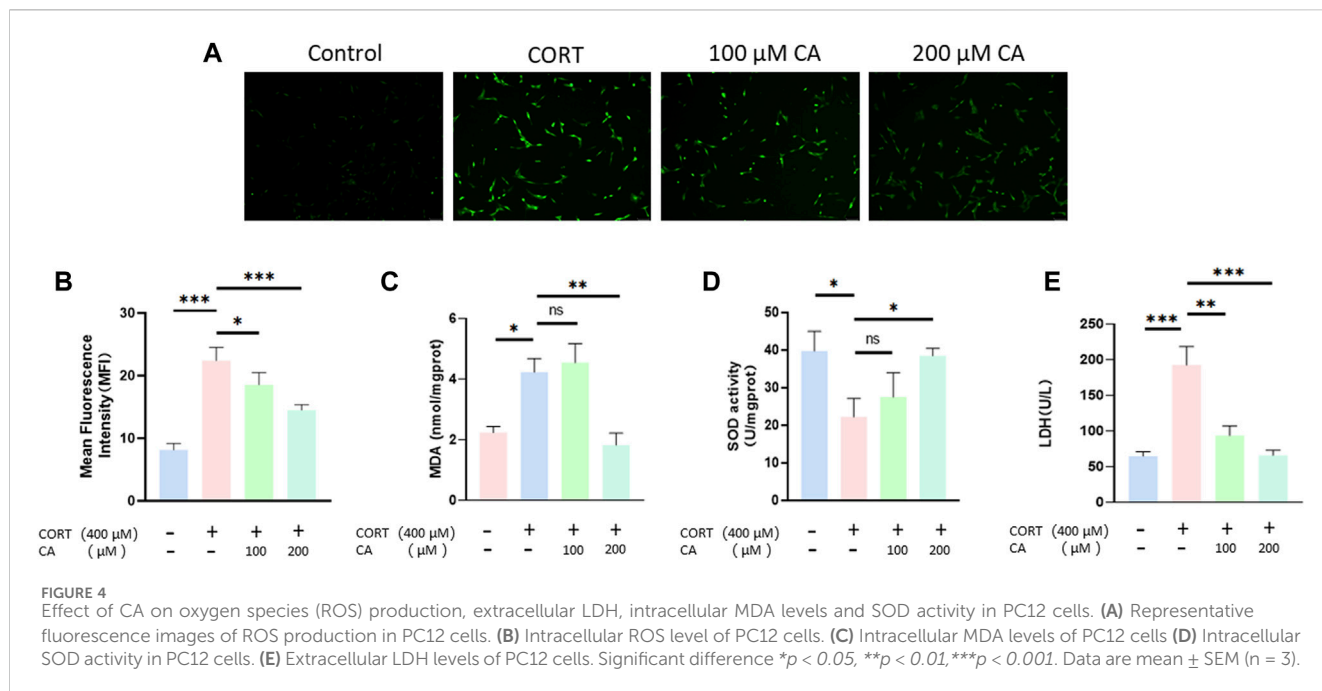 A
Control CORT 100 μM CA 200 μM CA
B
***
***
*
Mean Fluorescence
Intensity(MFI)
30
20
10
0
CORT (400 μM) - + + +
CA ( μM ) - - 100 200
C
**
ns
*
MDA (nmol/mgprot)
6
4
2
0
CORT (400 μM) - + + +
CA ( μM ) - - 100 200
D
*
*
ns
SOD activity
(U/mgprot)
50
40
30
20
10
0
CORT (400 μM) - + + +
CA ( μM ) - - 100 200
E
***
**
***
LDH(U/L)
250
200
150
100
50
0
CORT (400 μM) - + + +
CA ( μM ) - - 100 200
FIGURE 4
Effect of CA on oxygen species (ROS) production, extracellular LDH, intracellular MDA levels and SOD activity in PC12 cells. (A) Representative
fluorescence images of ROS production in PC12 cells. (B) Intracellular ROS level of PC12 cells. (C) Intracellular MDA levels of PC12 cells (D) Intracellular
SOD activity in PC12 cells. (E) Extracellular LDH levels of PC12 cells. Significant difference *p < 0.05, **p < 0.01,***p < 0.001. Data are mean ± SEM (n = 3).